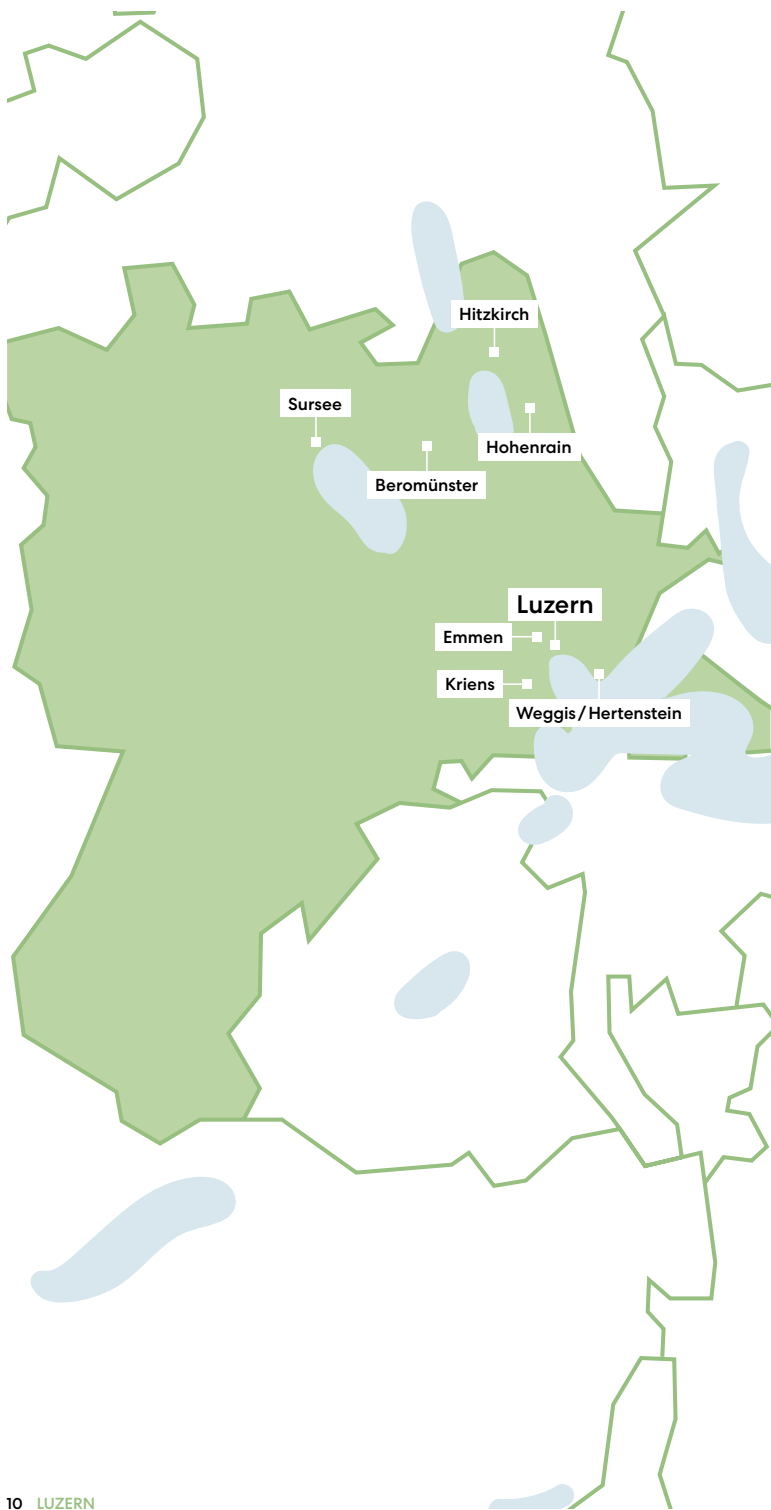 Hitzkirch
Sursee
Hohenrain
Beromünster
Luzern
Emmen
Kriens
Weggis / Hertenstein
10 LUZERN